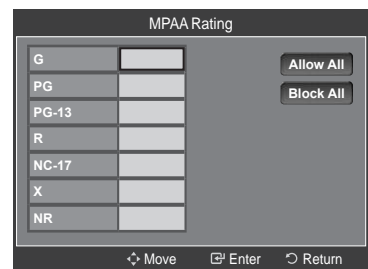 MPAA Rating
G
Allow All
PG
Block All
PG-13
R
NC-17
X
NR
Move Enter Return